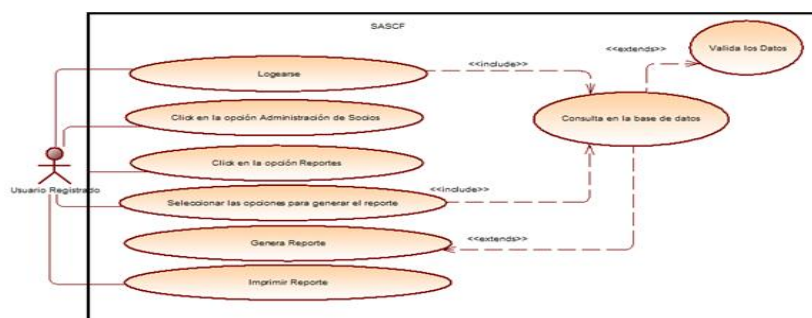 SASCF
Valida los Datos
<<extends>>
<<include>>
Logearse
Click en la opción Administración de Socios
Consulta en la base de datos
Click en la opción Reportes
Usuario Registrado
<<include>>
Seleccionar las opciones para generar el reporte
Genera Reporte
<<extends>>
Imprimir Reporte